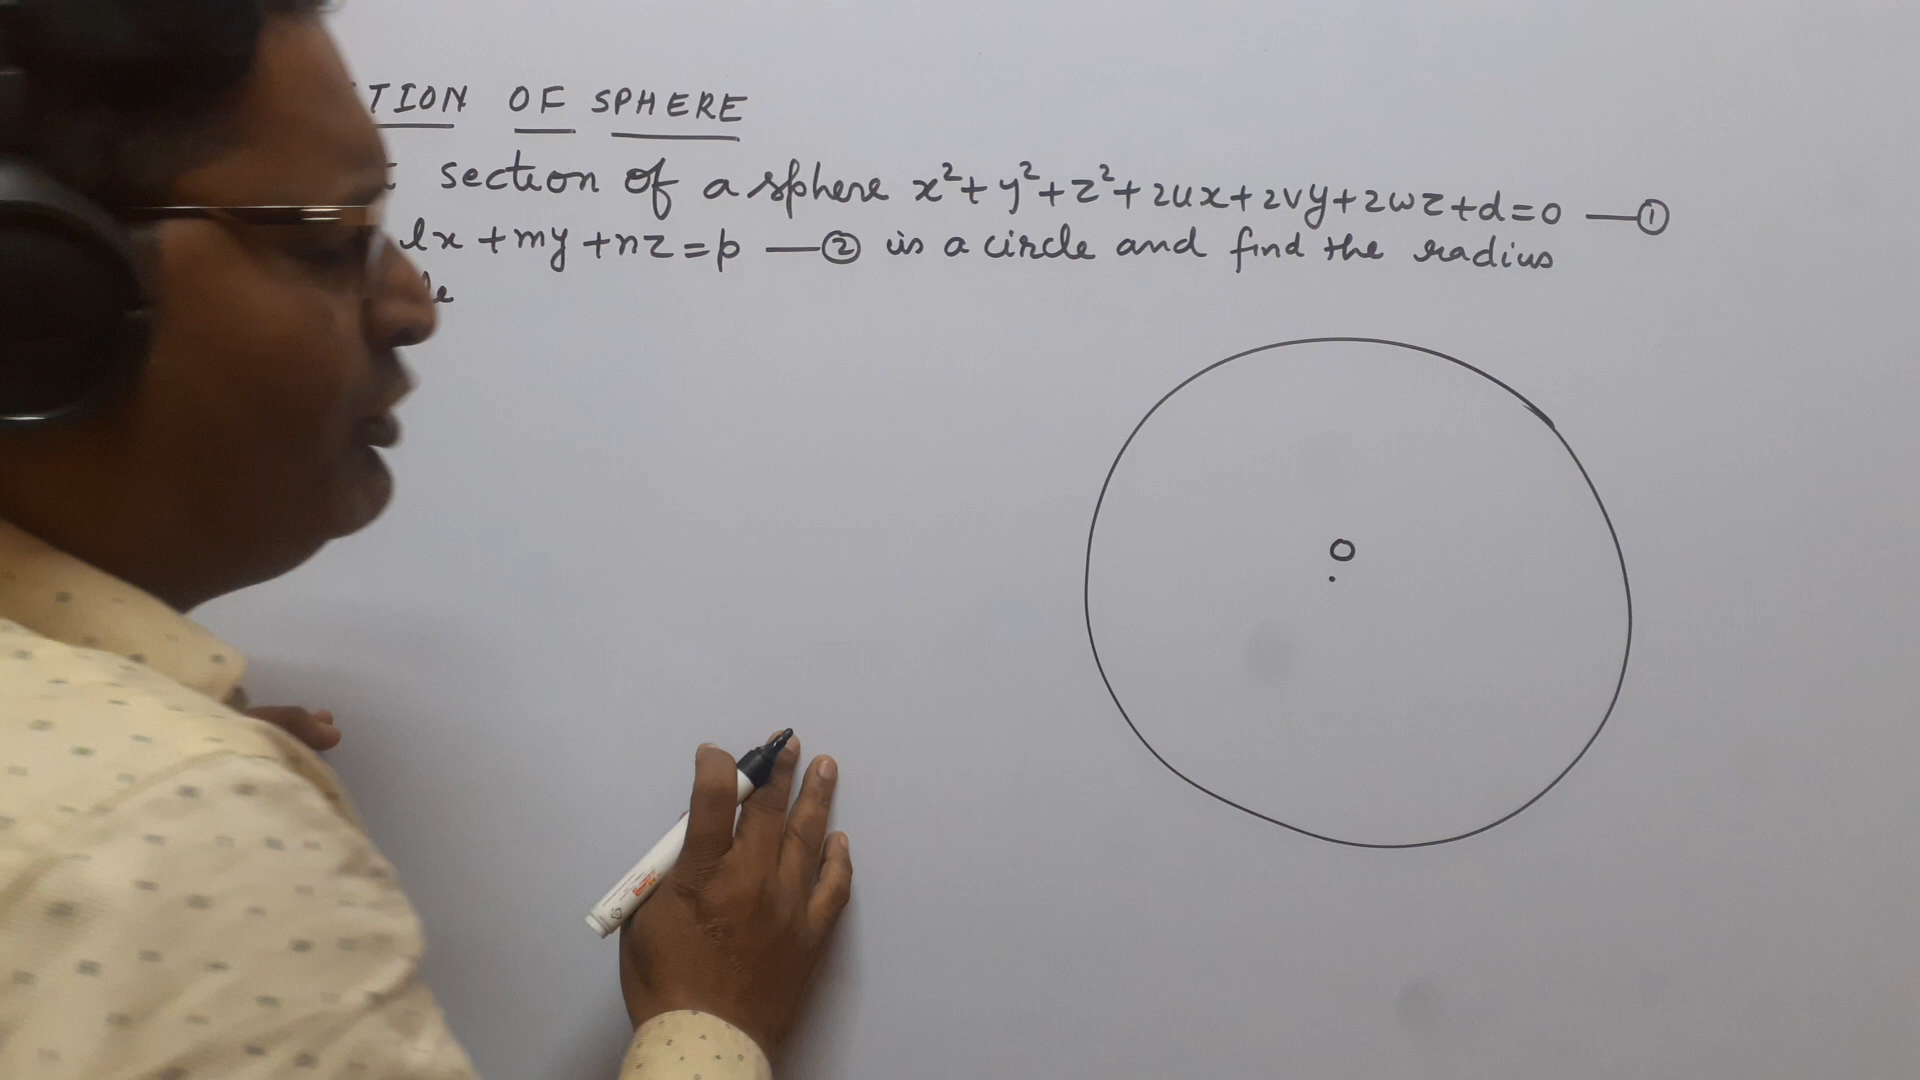 TION OF SPHERE
section of a sphere x²+y²+z²+2ux+2vy+2wz+d=0 —①
lx+my+nz=p —② is a circle and find the radius
le
O